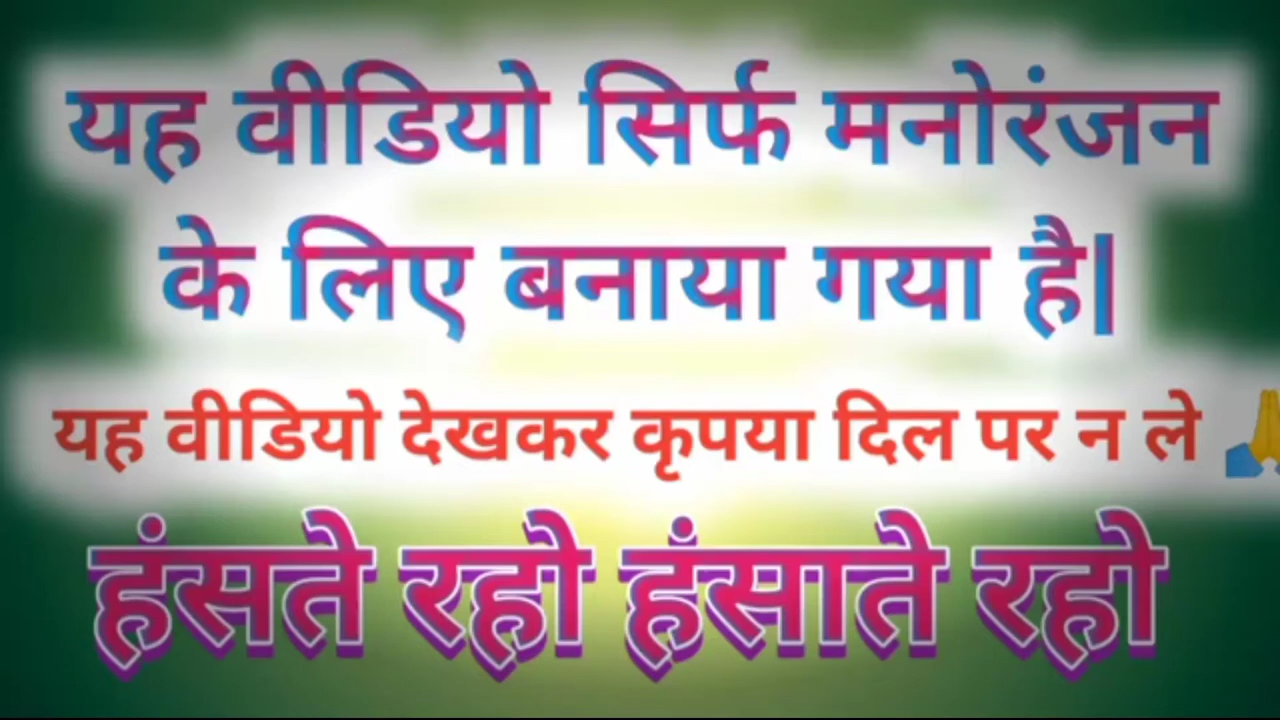 यह वीडियो सिर्फ मनोरंजन
के लिए बनाया गया है|
यह वीडियो देखकर कृपया दिल पर न ले 🙏
हंसते रहो हंसाते रहो